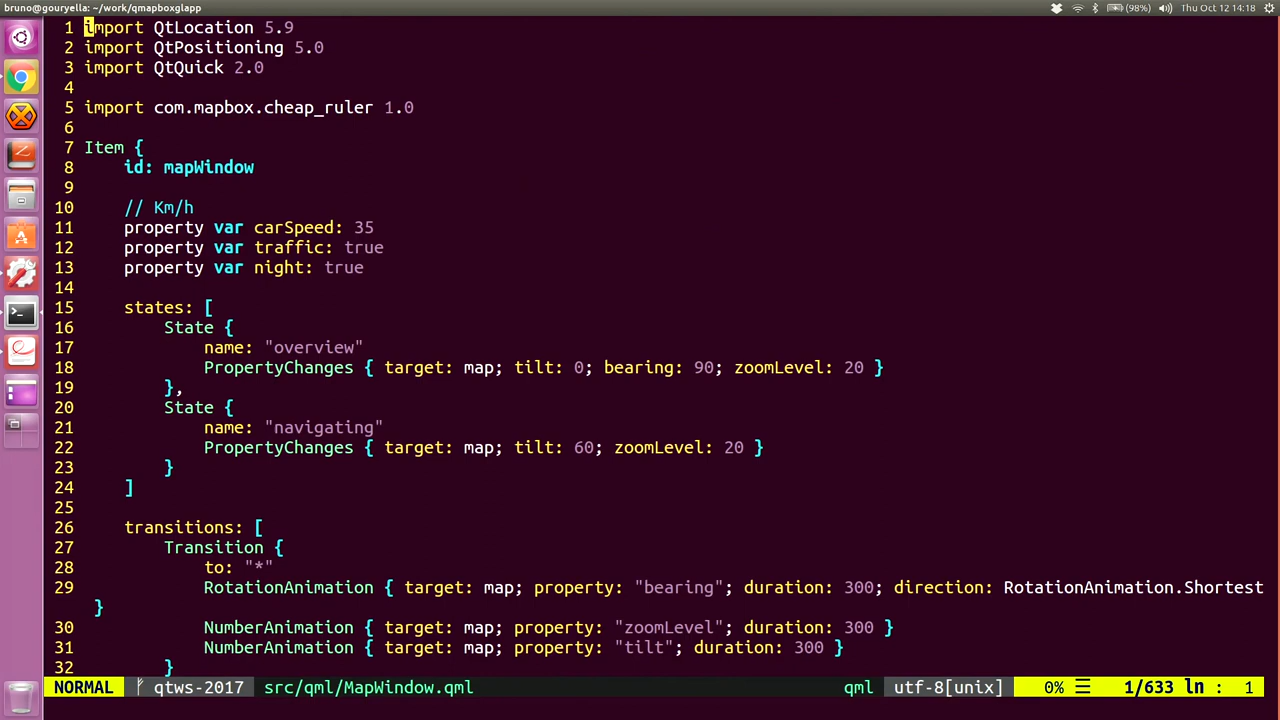 bruno@gouryella: ~/work/qmapboxglapp (98%) Thu Oct 12 14:18
1 import QtLocation 5.9
2 import QtPositioning 5.0
3 import QtQuick 2.0
4
5 import com.mapbox.cheap_ruler 1.0
6
7 Item {
8     id: mapWindow
9
10     // Km/h
11     property var carSpeed: 35
12     property var traffic: true
13     property var night: true
14
15     states: [
16         State {
17             name: "overview"
18             PropertyChanges { target: map; tilt: 0; bearing: 90; zoomLevel: 20 }
19         },
20         State {
21             name: "navigating"
22             PropertyChanges { target: map; tilt: 60; zoomLevel: 20 }
23         }
24     ]
25
26     transitions: [
27         Transition {
28             to: "*"
29             RotationAnimation { target: map; property: "bearing"; duration: 300; direction: RotationAnimation.Shortest
}
30             NumberAnimation { target: map; property: "zoomLevel"; duration: 300 }
31             NumberAnimation { target: map; property: "tilt"; duration: 300 }
32         }
NORMAL qtws-2017 src/qml/MapWindow.qml qml utf-8[unix] 0% ☰ 1/633 ln : 1